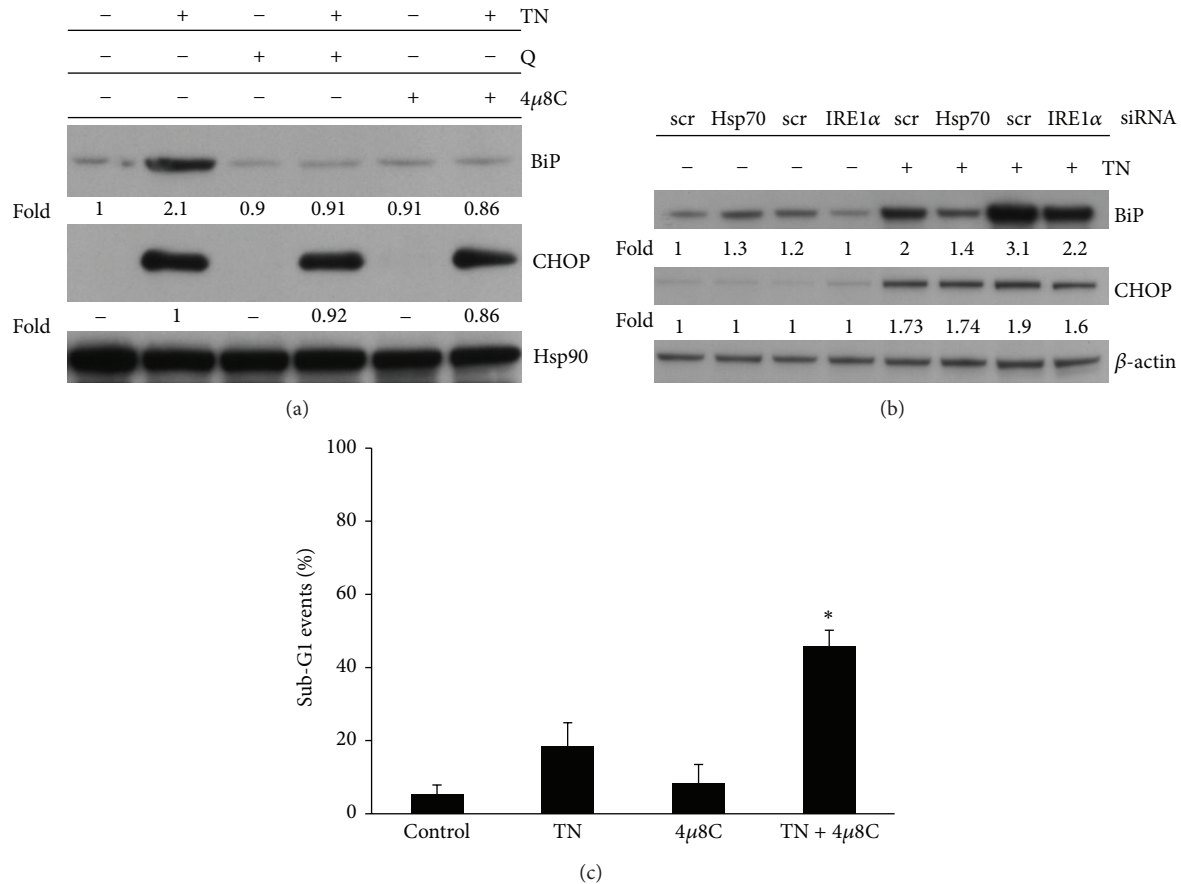 − + − + − + TN
− − + + − − Q
− − − − + + 4μ8C
BiP
Fold 1 2.1 0.9 0.91 0.91 0.86
CHOP
Fold − 1 − 0.92 − 0.86
Hsp90
(a)
scr Hsp70 scr IRE1α scr Hsp70 scr IRE1α siRNA
− − − − + + + + TN
BiP
Fold 1 1.3 1.2 1 2 1.4 3.1 2.2
CHOP
Fold 1 1 1 1 1.73 1.74 1.9 1.6
β-actin
(b)
100
80
60
40
20
0
Sub-G1 events (%)
*
Control TN 4μ8C TN + 4μ8C
(c)